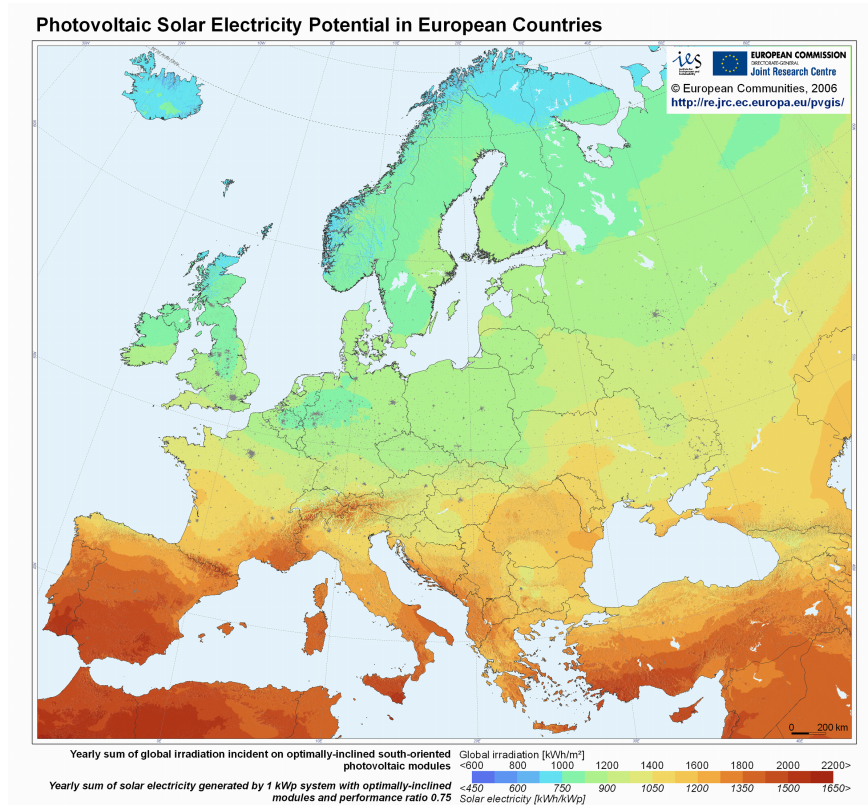 Photovoltaic Solar Electricity Potential in European Countries
ies
EUROPEAN COMMISSION
DIRECTORATE-GENERAL
Joint Research Centre
© European Communities, 2006
http://re.jrc.ec.europa.eu/pvgis/
0 200 km
Yearly sum of global irradiation incident on optimally-inclined south-oriented
photovoltaic modules
Global irradiation [kWh/m²]
<600 800 1000 1200 1400 1600 1800 2000 2200>
Yearly sum of solar electricity generated by 1 kWp system with optimally-inclined
modules and performance ratio 0.75
<450 600 750 900 1050 1200 1350 1500 1650>
Solar electricity [kWh/kWp]